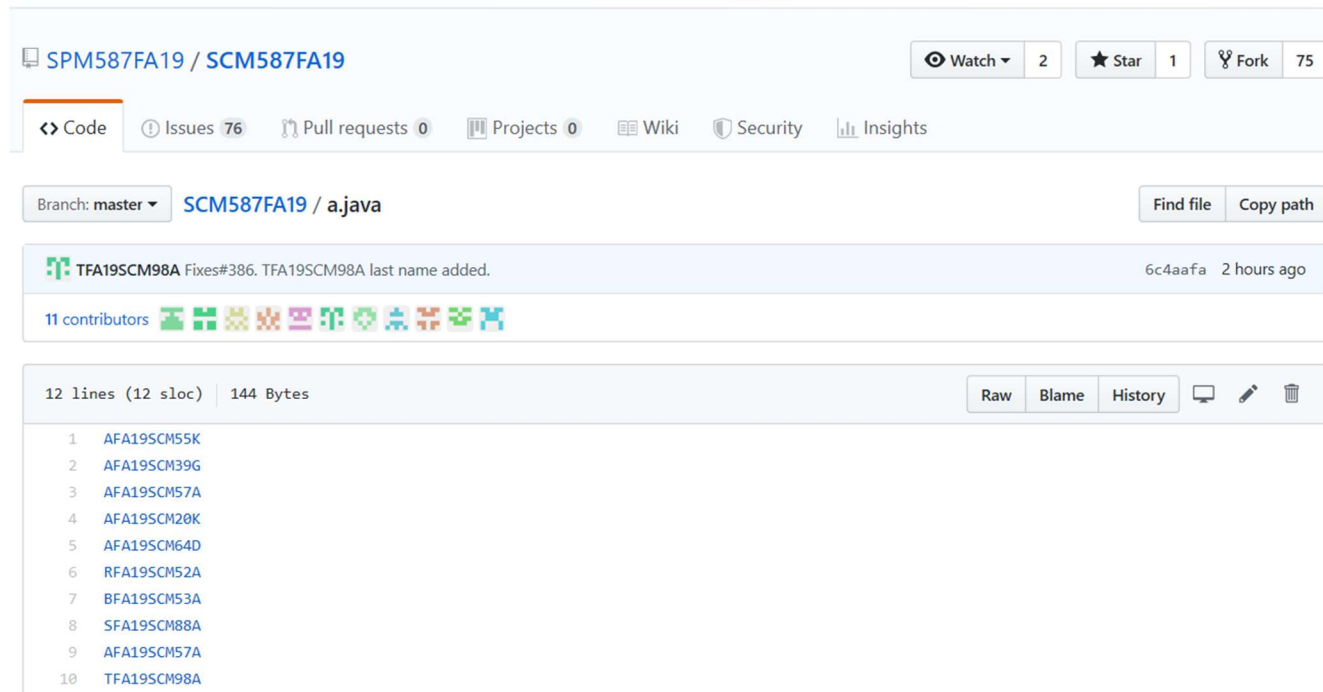 SPM587FA19 / SCM587FA19
Watch 2 Star 1 Fork 75
Code Issues 76 Pull requests 0 Projects 0 Wiki Security Insights
Branch: master SCM587FA19 / a.java Find file Copy path
TFA19SCM98A Fixes#386. TFA19SCM98A last name added. 6c4aafa 2 hours ago
11 contributors
12 lines (12 sloc) 144 Bytes Raw Blame History
1 AFA19SCM55K
2 AFA19SCM39G
3 AFA19SCM57A
4 AFA19SCM20K
5 AFA19SCM64D
6 RFA19SCM52A
7 BFA19SCM53A
8 SFA19SCM88A
9 AFA19SCM57A
10 TFA19SCM98A